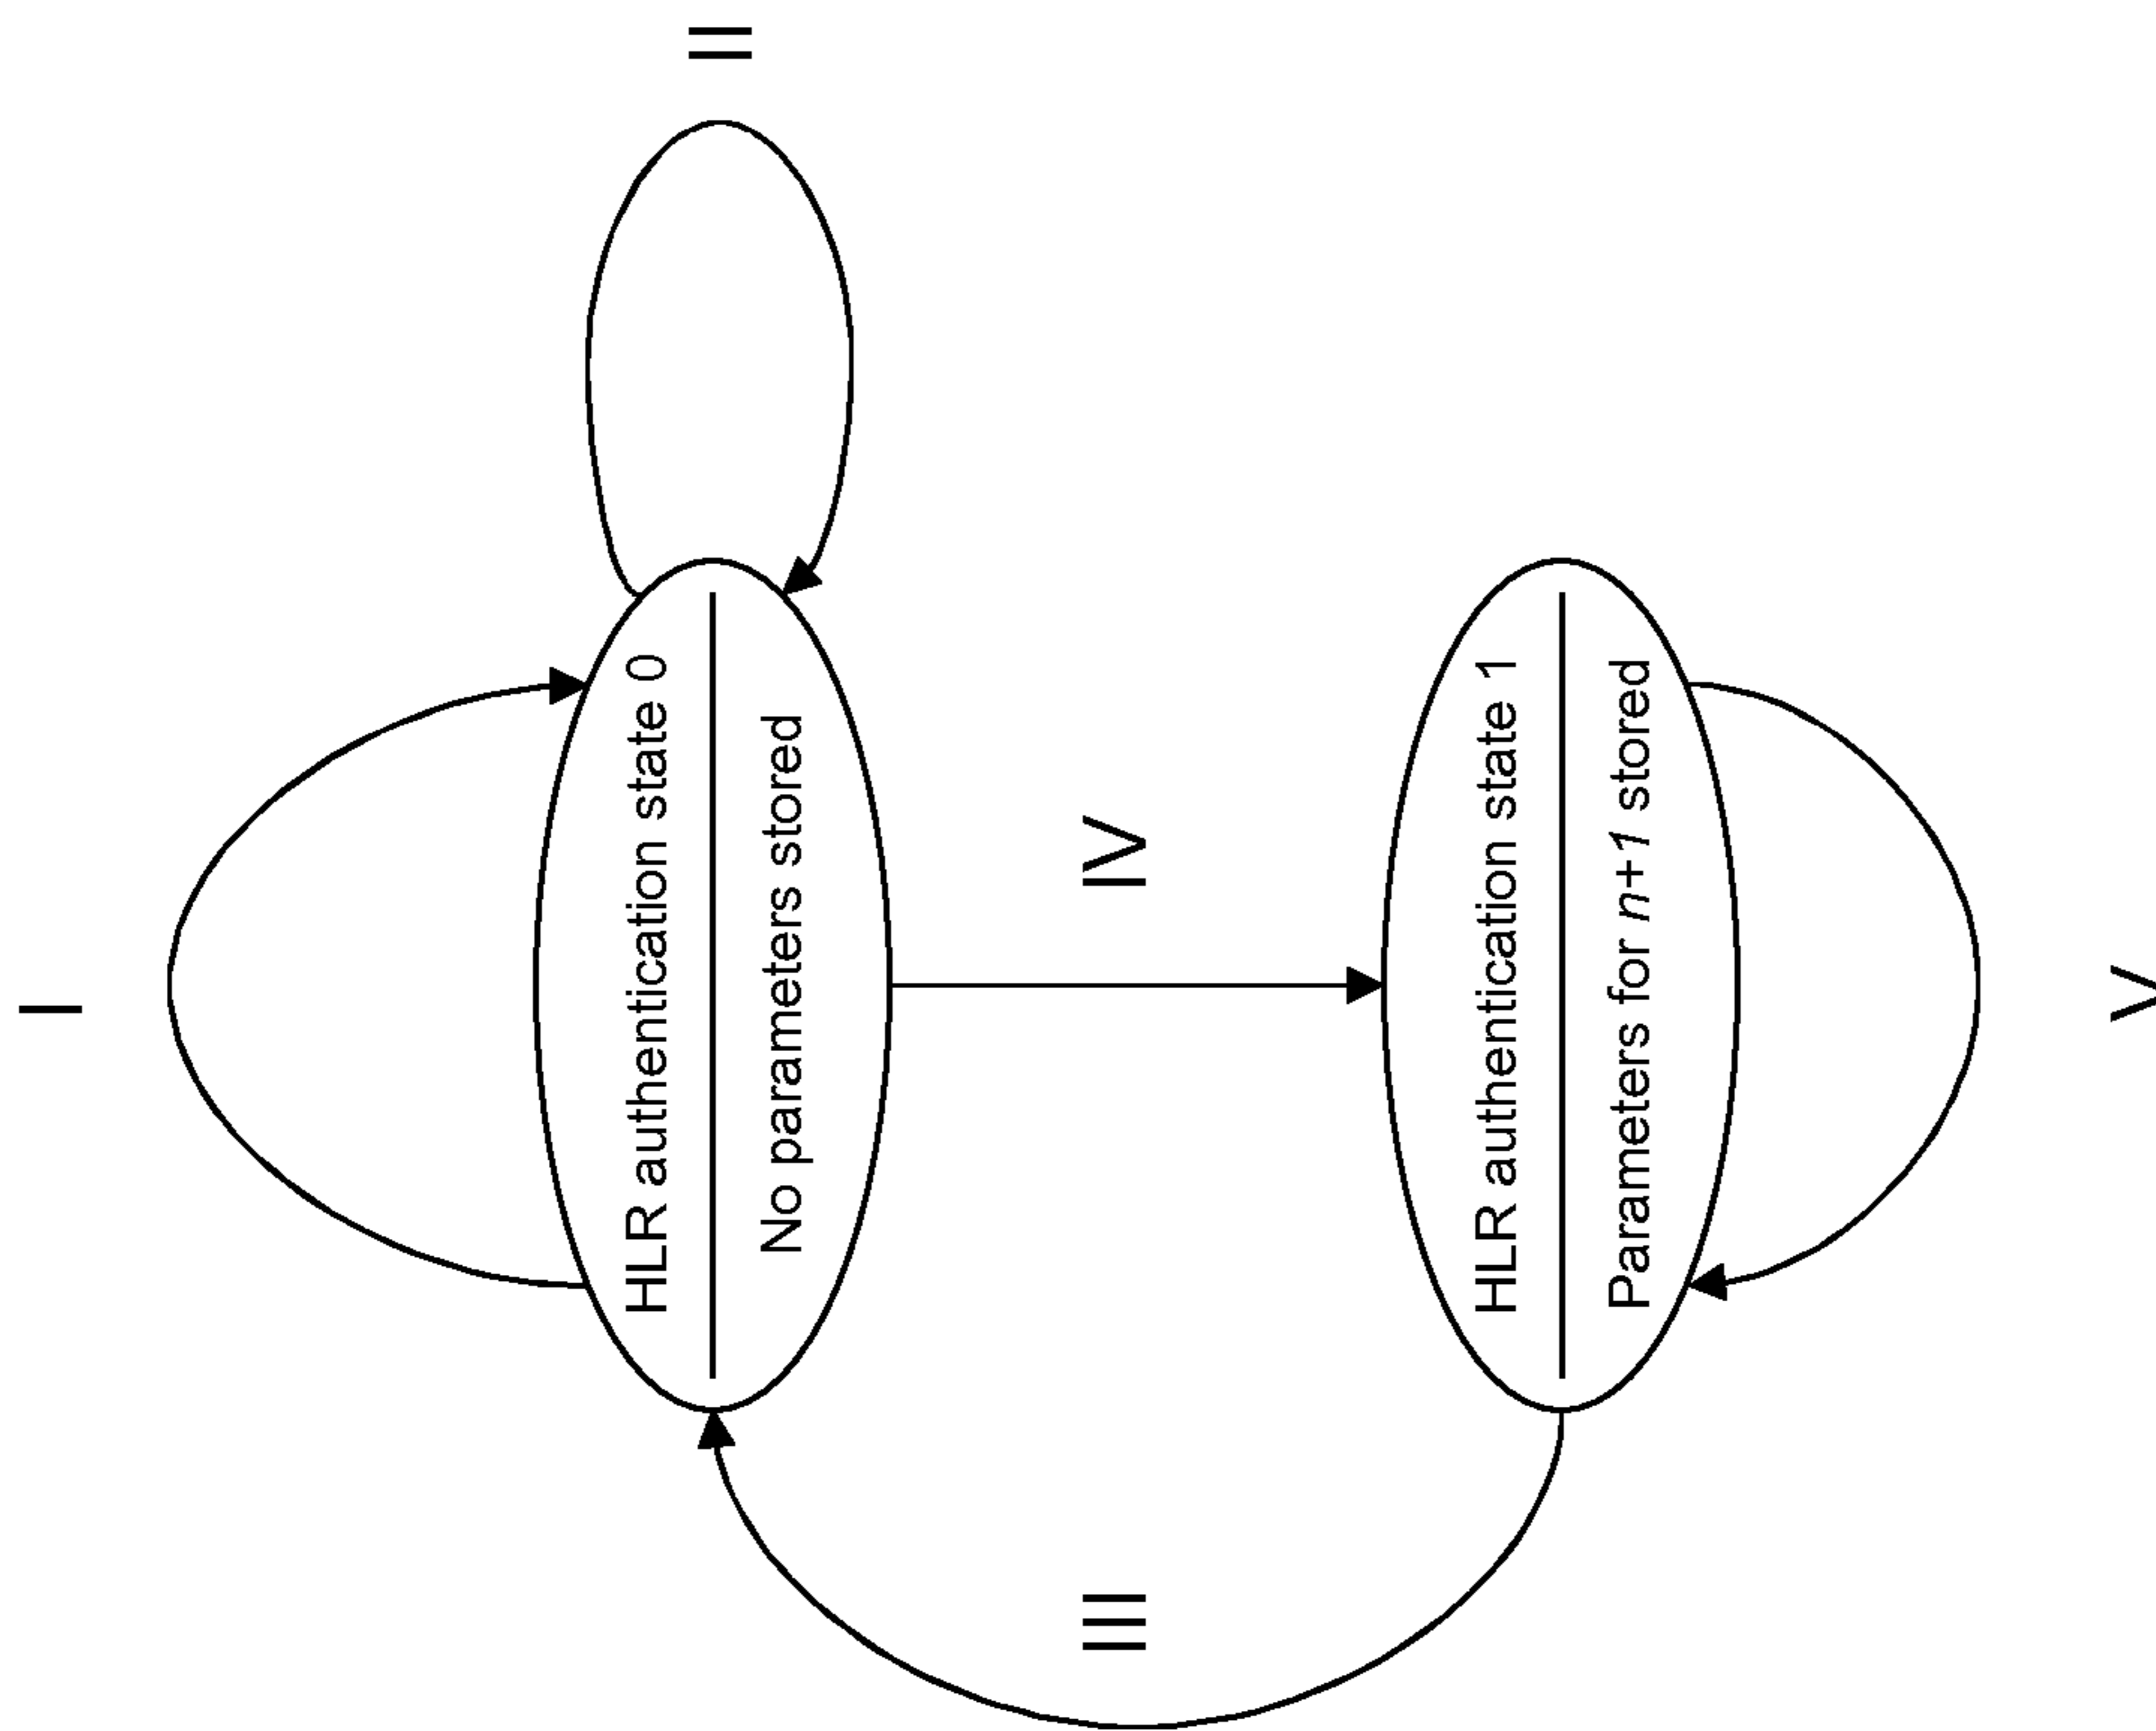 I
HLR authentication state 0
No parameters stored
II
III
IV
HLR authentication state 1
Parameters for n+1 stored
V